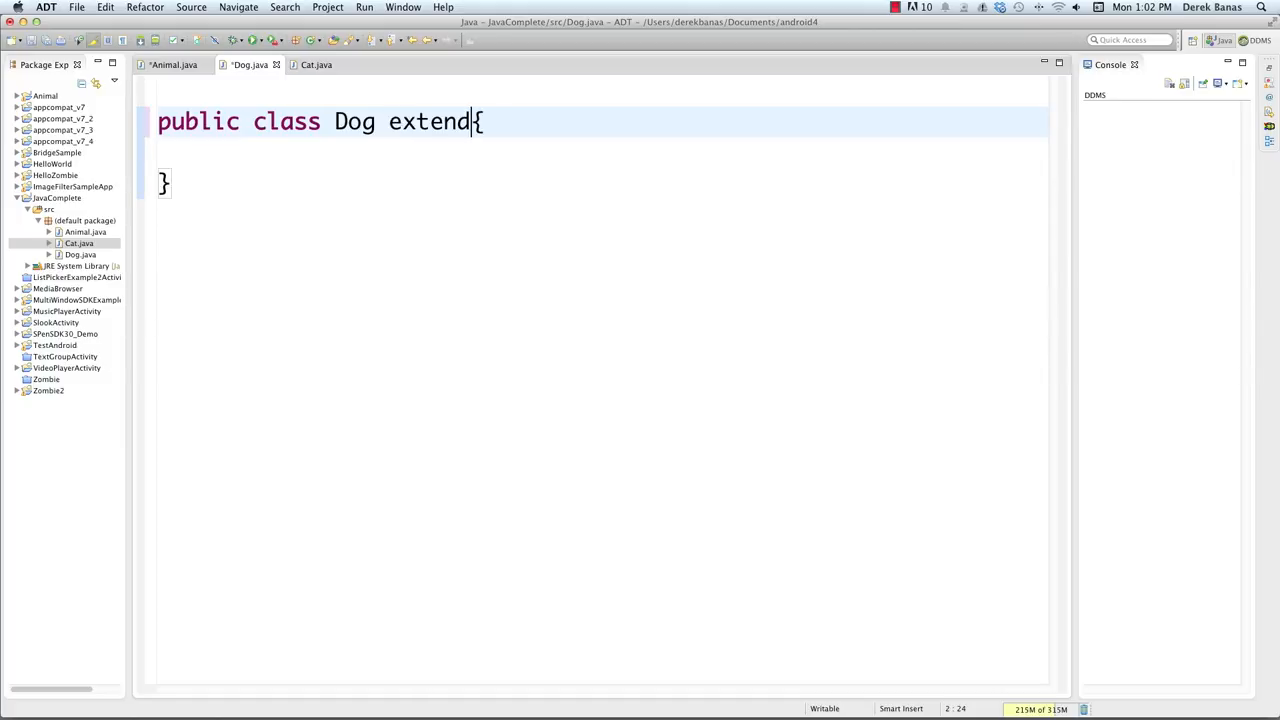 ADT File Edit Refactor Source Navigate Search Project Run Window Help 10 Mon 1:02 PM Derek Banas
Java - JavaComplete/src/Dog.java - ADT - /Users/derekbanas/Documents/android4
Quick Access Java DDMS
Package Exp
*Animal.java *Dog.java Cat.java
Console
DDMS
Animal
appcompat_v7
appcompat_v7_2
appcompat_v7_3
appcompat_v7_4
BridgeSample
HelloWorld
HelloZombie
ImageFilterSampleApp
JavaComplete
src
(default package)
Animal.java
Cat.java
Dog.java
JRE System Library [Ja
ListPickerExample2Activi
MediaBrowser
MultiWindowSDKExample
MusicPlayerActivity
SlookActivity
SPenSDK30_Demo
TestAndroid
TextGroupActivity
VideoPlayerActivity
Zombie
Zombie2
public class Dog extend{
}
Writable Smart Insert 2 : 24 215M of 315M